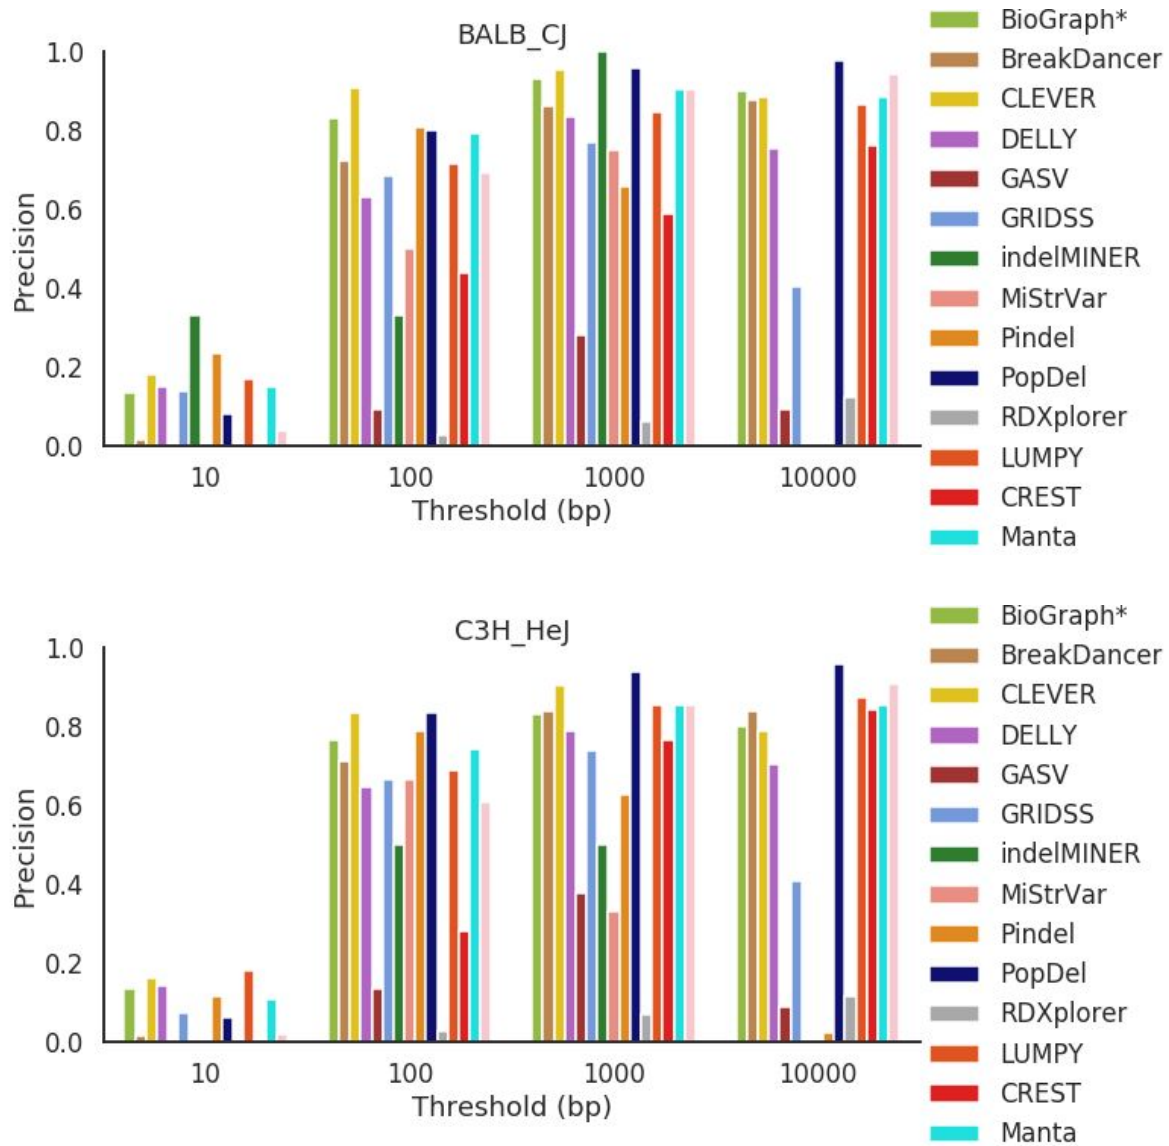 BALB_CJ
Precision
1.0
0.8
0.6
0.4
0.2
0.0
10 100 1000 10000
Threshold (bp)
BioGraph*
BreakDancer
CLEVER
DELLY
GASV
GRIDSS
indelMINER
MiStrVar
Pindel
PopDel
RDXplorer
LUMPY
CREST
Manta
C3H_HeJ
Precision
1.0
0.8
0.6
0.4
0.2
0.0
10 100 1000 10000
Threshold (bp)
BioGraph*
BreakDancer
CLEVER
DELLY
GASV
GRIDSS
indelMINER
MiStrVar
Pindel
PopDel
RDXplorer
LUMPY
CREST
Manta